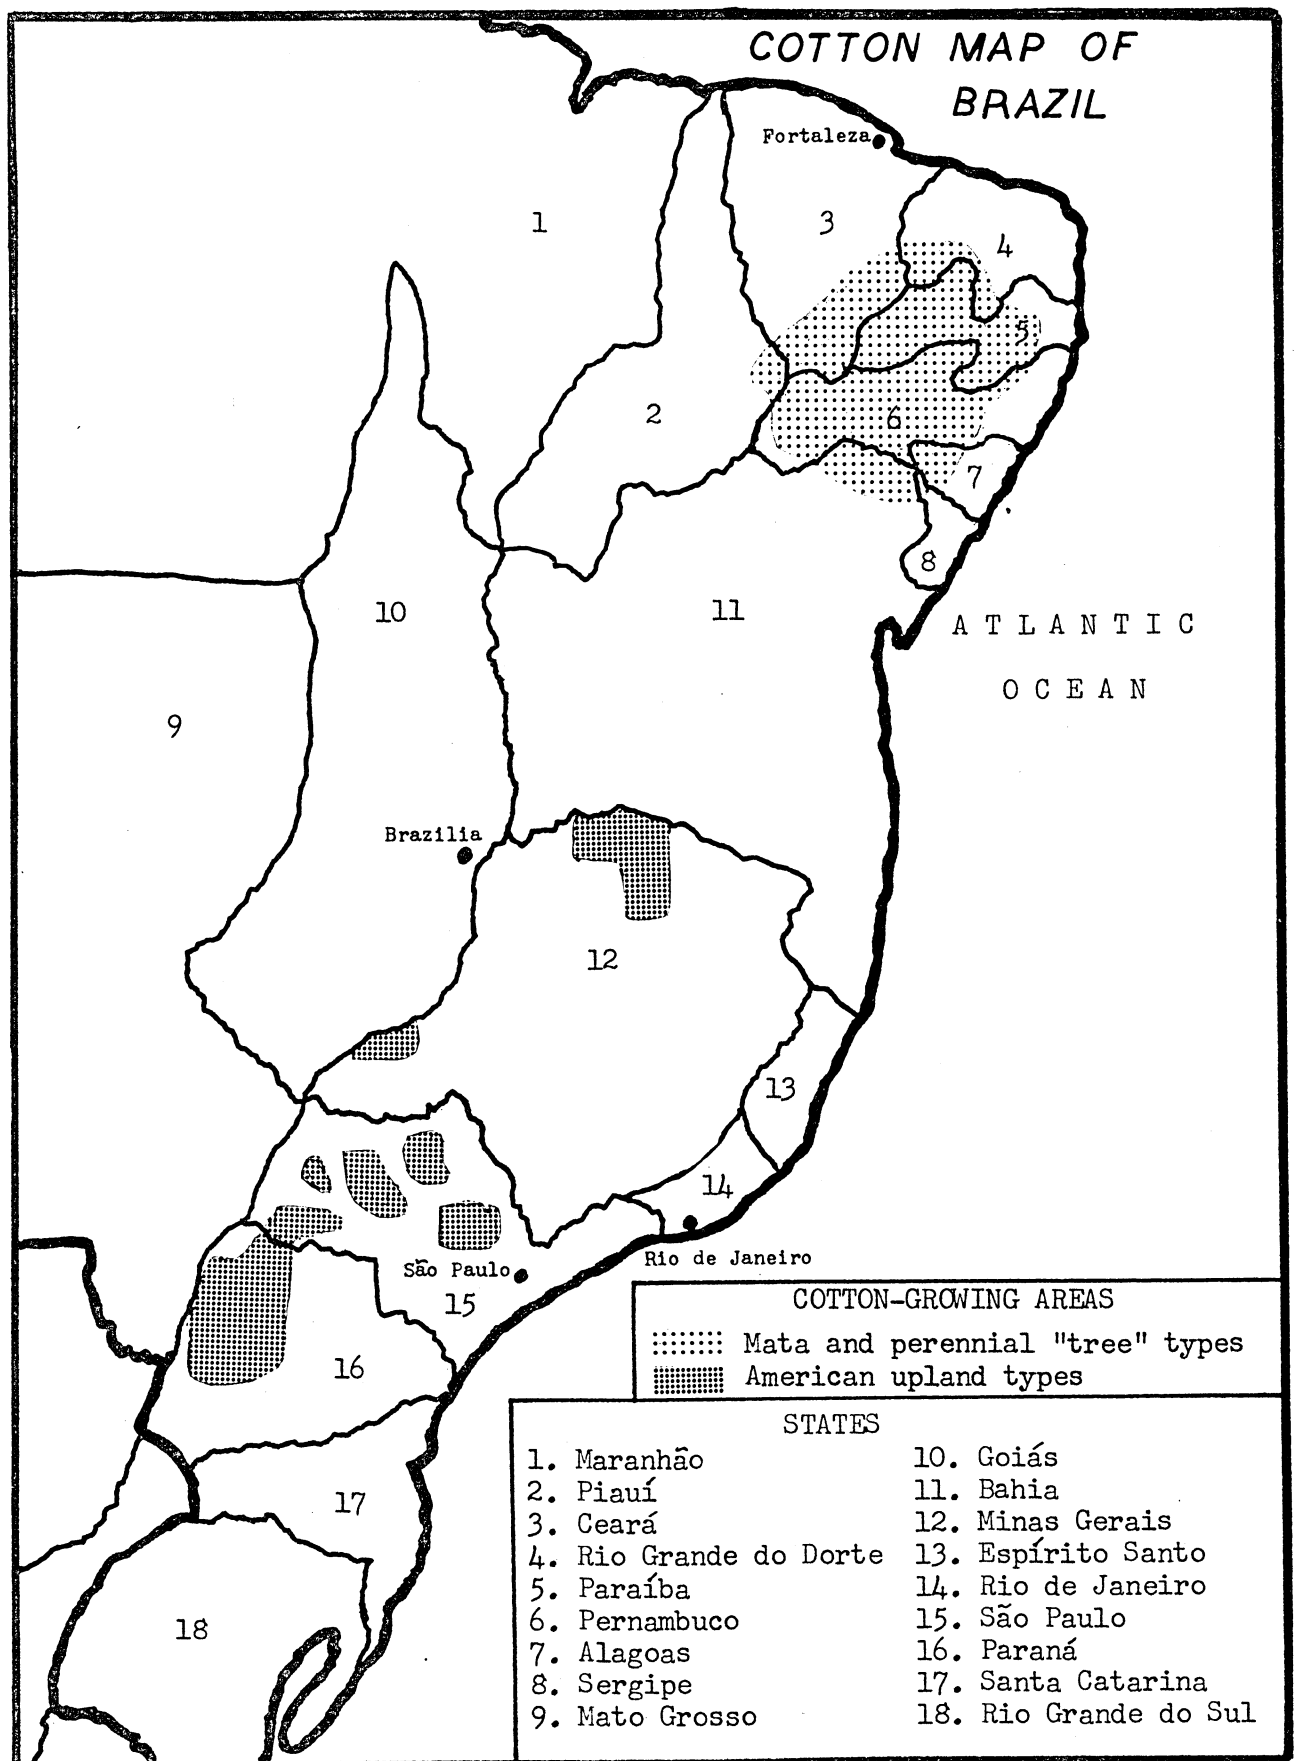 COTTON MAP OF
BRAZIL
Fortaleza
1
3
4
5
2
6
7
8
10
11
ATLANTIC
OCEAN
9
Brazilia
12
13
14
Rio de Janeiro
São Paulo
15
16
17
18
COTTON-GROWING AREAS
Mata and perennial "tree" types
American upland types
STATES
1. Maranhão
2. Piauí
3. Ceará
4. Rio Grande do Dorte
5. Paraíba
6. Pernambuco
7. Alagoas
8. Sergipe
9. Mato Grosso
10. Goiás
11. Bahia
12. Minas Gerais
13. Espírito Santo
14. Rio de Janeiro
15. São Paulo
16. Paraná
17. Santa Catarina
18. Rio Grande do Sul